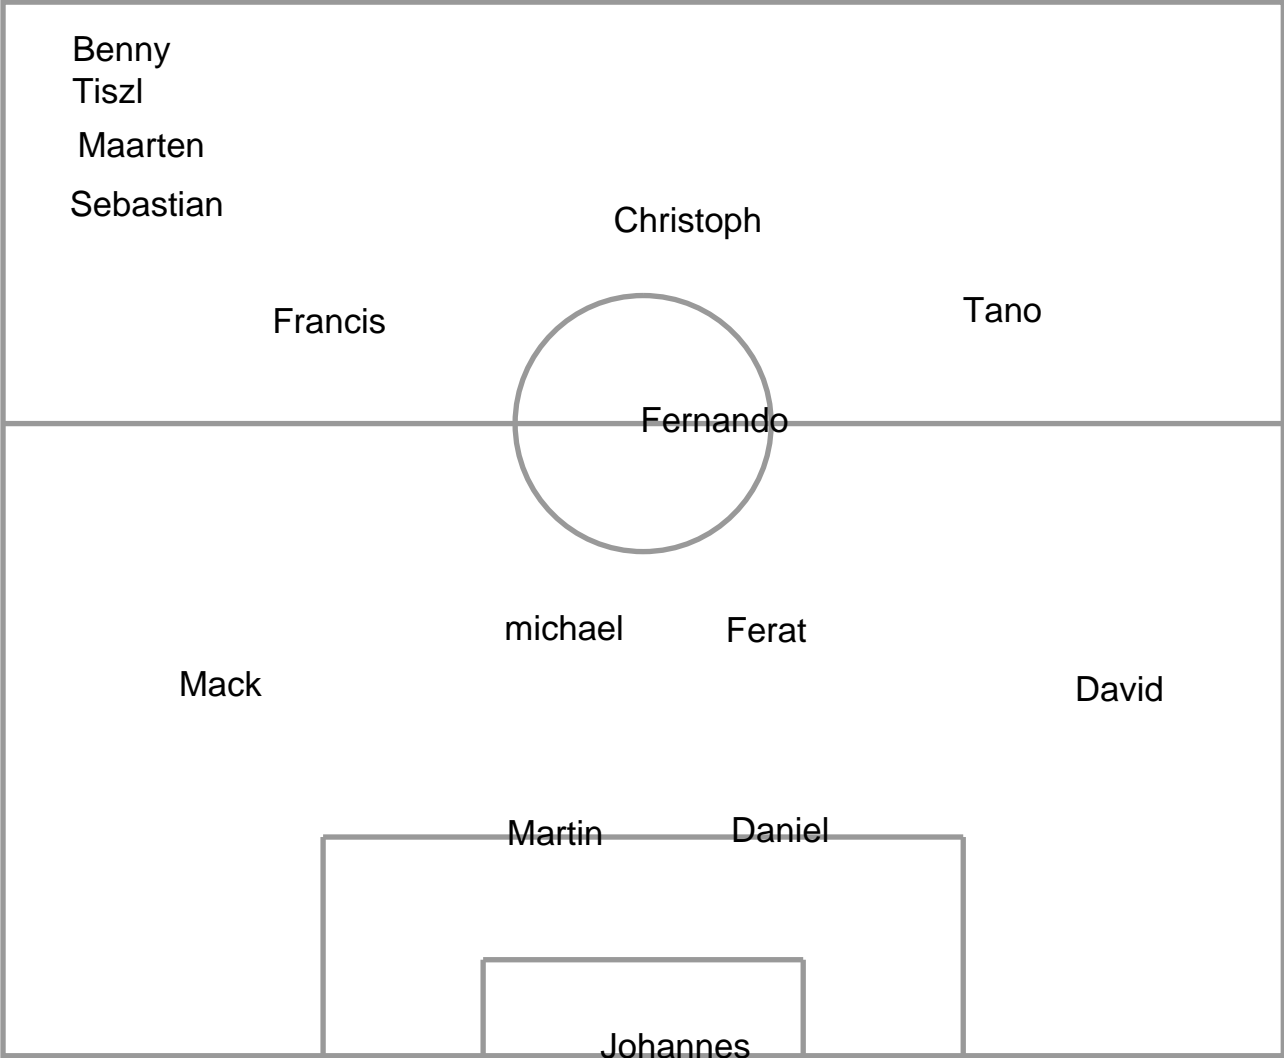 Benny
Tiszl
Maarten
Sebastian
Christoph
Francis
Tano
Fernando
michael
Ferat
Mack
David
Martin
Daniel
Johannes